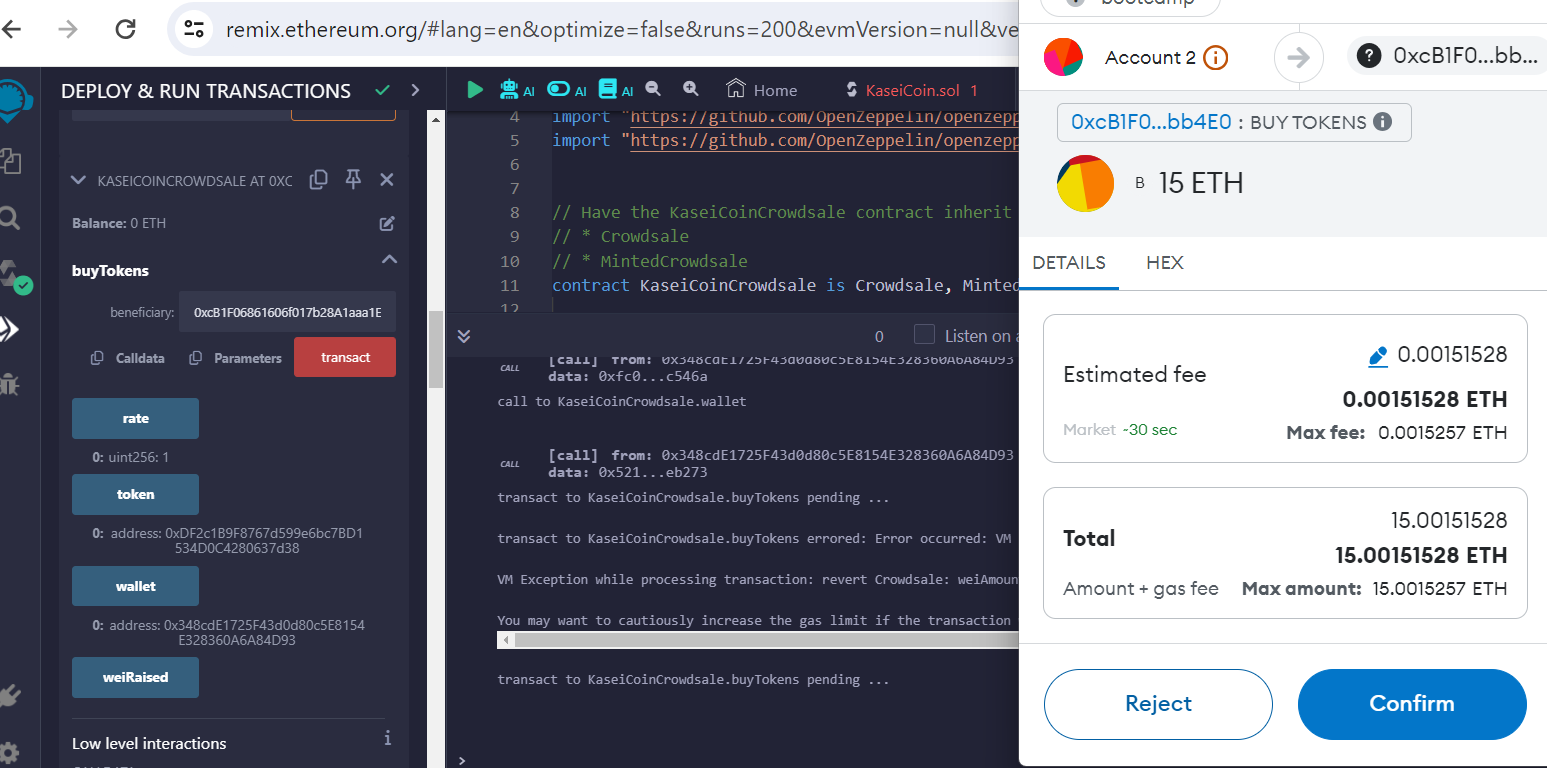 remix.ethereum.org/#lang=en&optimize=false&runs=200&evmVersion=null&ve
DEPLOY & RUN TRANSACTIONS
KASEICOINCROWDSALE AT 0XC
Balance: 0 ETH
buyTokens
beneficiary: 0xcB1F06861606f017b28A1aaa1E
Calldata Parameters transact
rate
0: uint256: 1
token
0: address: 0xDF2c1B9F8767d599e6bc7BD1
534D0C4280637d38
wallet
0: address: 0x348cdE1725F43d0d80c5E8154
E328360A6A84D93
weiRaised
Low level interactions
AI AI AI Home KaseiCoin.sol 1
4 import "https://github.com/OpenZeppelin/openzepp
5 import "https://github.com/OpenZeppelin/openzepp
6
7
8 // Have the KaseiCoinCrowdsale contract inherit
9 // * Crowdsale
10 // * MintedCrowdsale
11 contract KaseiCoinCrowdsale is Crowdsale, Minted
12
0 Listen on a
CALL [call] from: 0x348cdE1725F43d0d80c5E8154E328360A6A84D93
data: 0xfc0...c546a
call to KaseiCoinCrowdsale.wallet
CALL [call] from: 0x348cdE1725F43d0d80c5E8154E328360A6A84D93
data: 0x521...eb273
transact to KaseiCoinCrowdsale.buyTokens pending ...
transact to KaseiCoinCrowdsale.buyTokens errored: Error occurred: VM
VM Exception while processing transaction: revert Crowdsale: weiAmoun
You may want to cautiously increase the gas limit if the transaction
transact to KaseiCoinCrowdsale.buyTokens pending ...
>
bootcamp
Account 2 0xcB1F0...bb...
0xcB1F0...bb4E0 : BUY TOKENS
B 15 ETH
DETAILS HEX
Estimated fee 0.00151528
0.00151528 ETH
Market ~30 sec Max fee: 0.0015257 ETH
15.00151528
Total 15.00151528 ETH
Amount + gas fee Max amount: 15.0015257 ETH
Reject Confirm